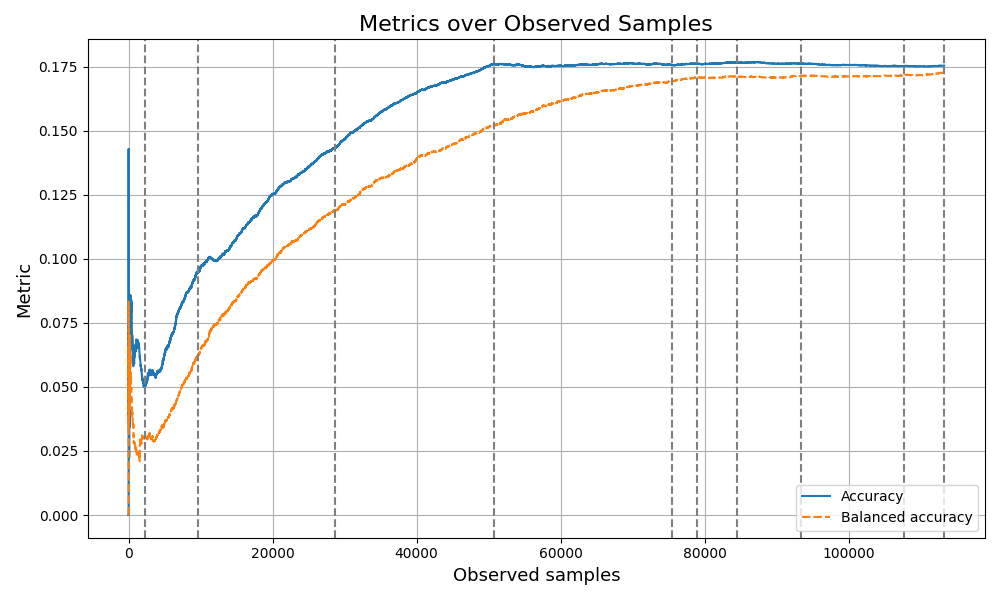 Metrics over Observed Samples
Metric
0.175
0.150
0.125
0.100
0.075
0.050
0.025
0.000
0 20000 40000 60000 80000 100000
Observed samples
Accuracy
Balanced accuracy